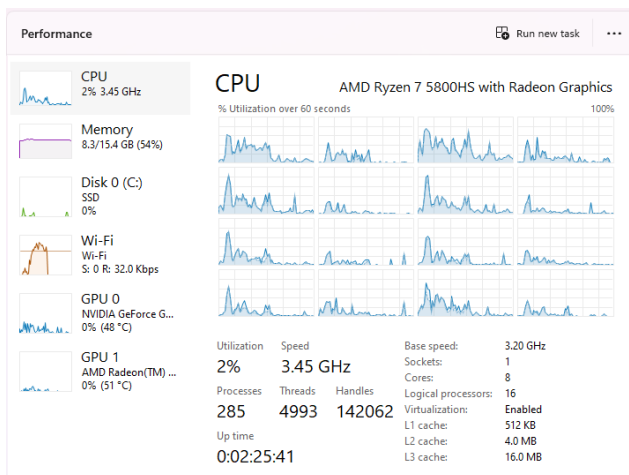 Performance
Run new task
CPU
2% 3.45 GHz
Memory
8.3/15.4 GB (54%)
Disk 0 (C:)
SSD
0%
Wi-Fi
Wi-Fi
S: 0 R: 32.0 Kbps
GPU 0
NVIDIA GeForce G...
0% (48 °C)
GPU 1
AMD Radeon(TM) ...
0% (51 °C)
CPU
AMD Ryzen 7 5800HS with Radeon Graphics
% Utilization over 60 seconds
100%
Utilization Speed
2% 3.45 GHz
Processes Threads Handles
285 4993 142062
Up time
0:02:25:41
Base speed: 3.20 GHz
Sockets: 1
Cores: 8
Logical processors: 16
Virtualization: Enabled
L1 cache: 512 KB
L2 cache: 4.0 MB
L3 cache: 16.0 MB